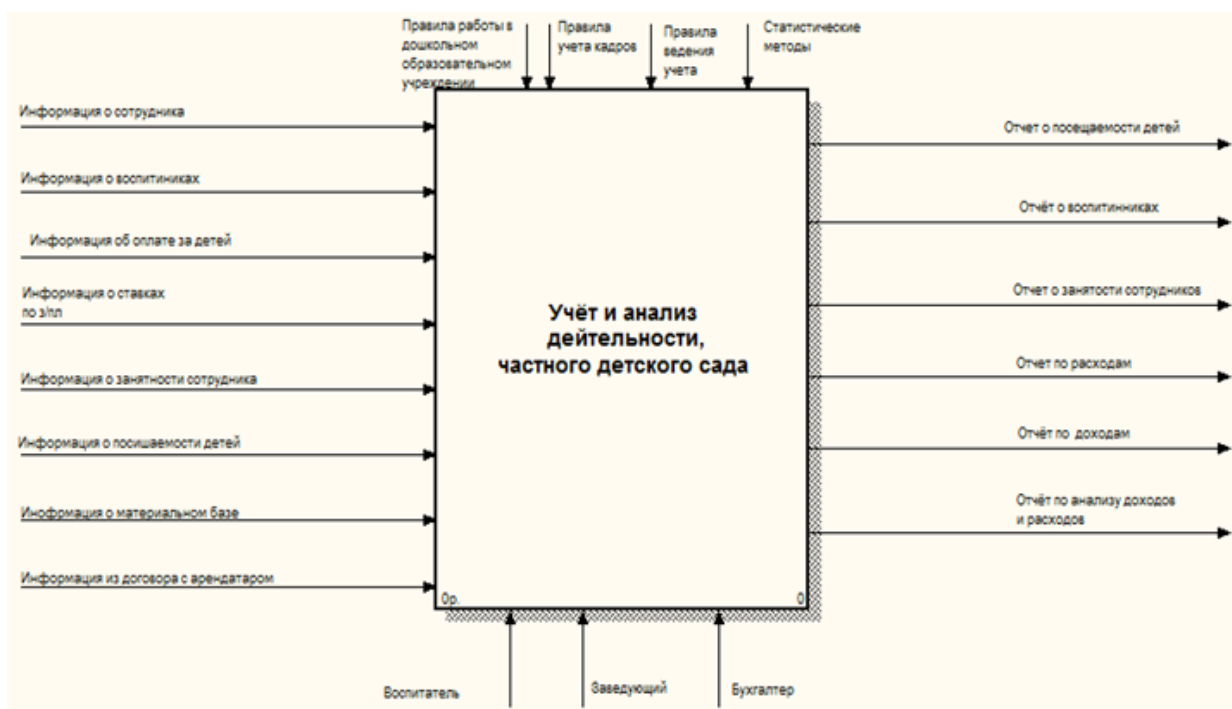 Правила работы в
дошкольном
образовательном
учреждении
Правила
учета кадров
Правила
ведения
учета
Статистические
методы
Информация о сотрудника
Информация о воспитиниках
Информация об оплате за детей
Информация о ставках
по з/пл
Информация о занятности сотрудника
Информация о посишаемости детей
Инофрмация о материальном базе
Информация из договора с арендатаром
Учёт и анализ
дейтельности,
частного детского сада
0р.
0
Отчет о посещаемости детей
Отчёт о воспитинниках
Отчет о занятости сотрудников
Отчет по расходам
Отчёт по доходам
Отчёт по анализу доходов
и расходов
Воспитатель
Заведующий
Бухгалтер